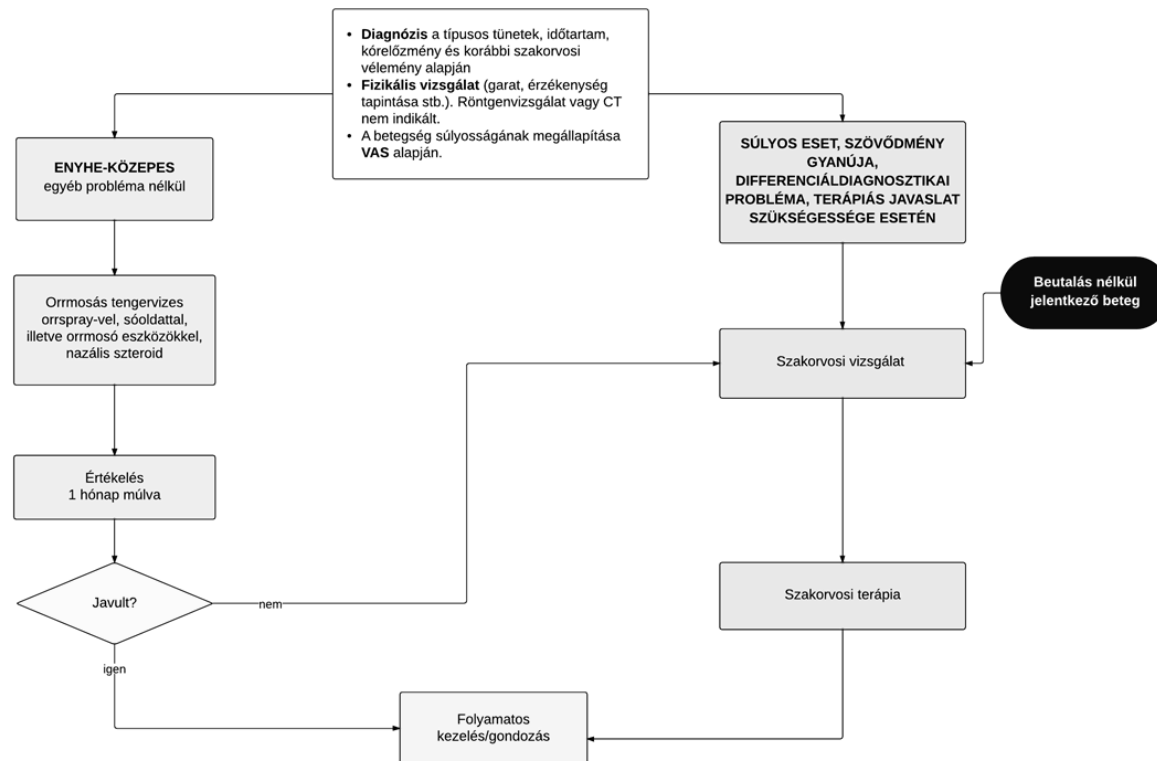 • Diagnózis a típusos tünetek, időtartam,
kórelőzmény és korábbi szakorvosi
vélemény alapján
• Fizikális vizsgálat (garat, érzékenység
tapintása stb.). Röntgenvizsgálat vagy CT
nem indikált.
• A betegség súlyosságának megállapítása
VAS alapján.
ENYHE-KÖZEPES
egyéb probléma nélkül
SÚLYOS ESET, SZÖVŐDMÉNY
GYANÚJA,
DIFFERENCIÁLDIAGNOSZTIKAI
PROBLÉMA, TERÁPIÁS JAVASLAT
SZÜKSÉGESSÉGE ESETÉN
Beutalás nélkül
jelentkező beteg
Orrmosás tengervizes
orrspray-vel, sóoldattal,
illetve orrmosó eszközökkel,
nazális szteroid
Szakorvosi vizsgálat
Értékelés
1 hónap múlva
Javult?
nem
Szakorvosi terápia
igen
Folyamatos
kezelés/gondozás